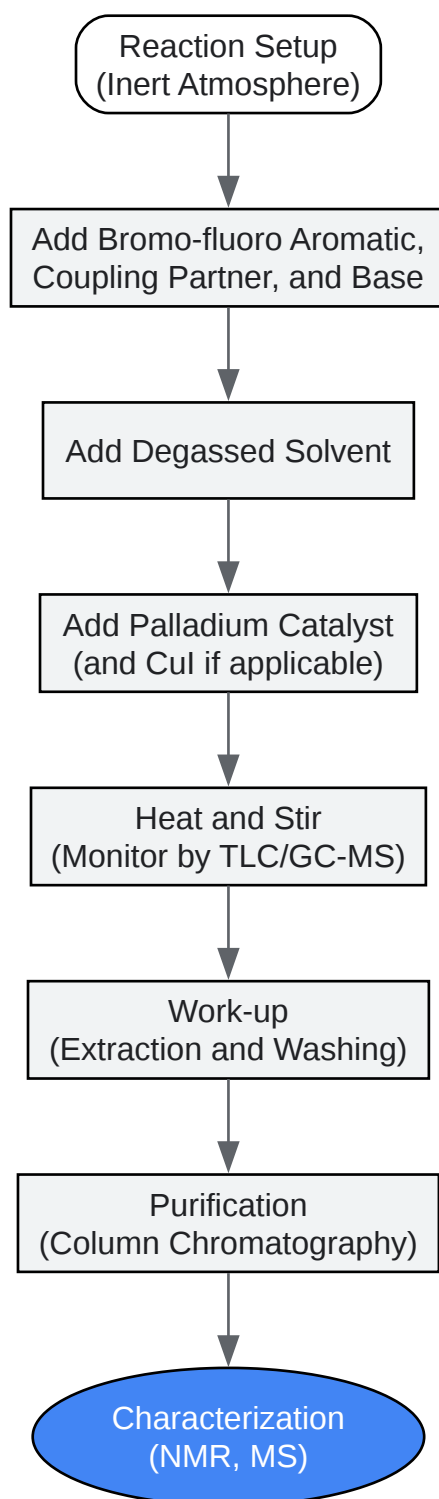 Reaction Setup
(Inert Atmosphere)
Add Bromo-fluoro Aromatic,
Coupling Partner, and Base
Add Degassed Solvent
Add Palladium Catalyst
(and CuI if applicable)
Heat and Stir
(Monitor by TLC/GC-MS)
Work-up
(Extraction and Washing)
Purification
(Column Chromatography)
Characterization
(NMR, MS)